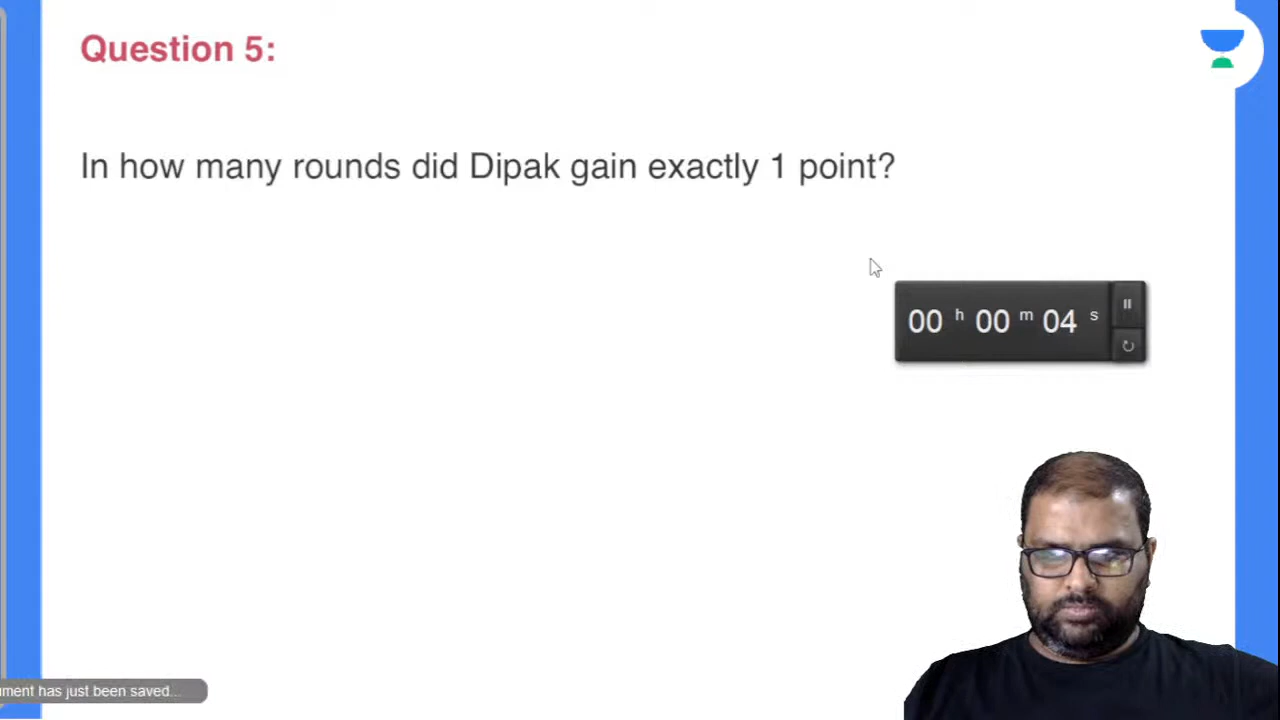 Question 5:
In how many rounds did Dipak gain exactly 1 point?
00 h 00 m 04 s
ument has just been saved...